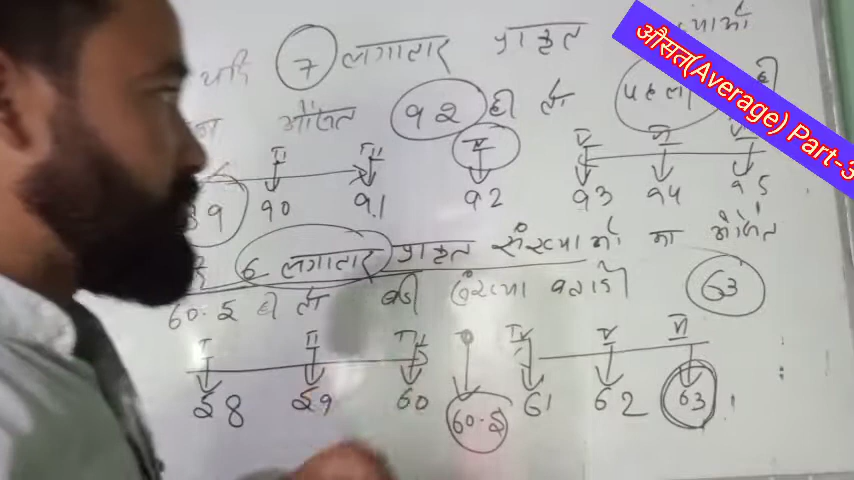 यदि 7 लगातार प्राकृत
औसत 92 हो तो पहली
I II III IV V VI
89 90 91 92 93 94 95
6 लगातार प्राकृत संख्याओं का औसत
60.5 हो तो बड़ी संख्या बताओ 63
I II III IV V VI
58 59 60 60.5 61 62 63
औसत(Average) Part-3